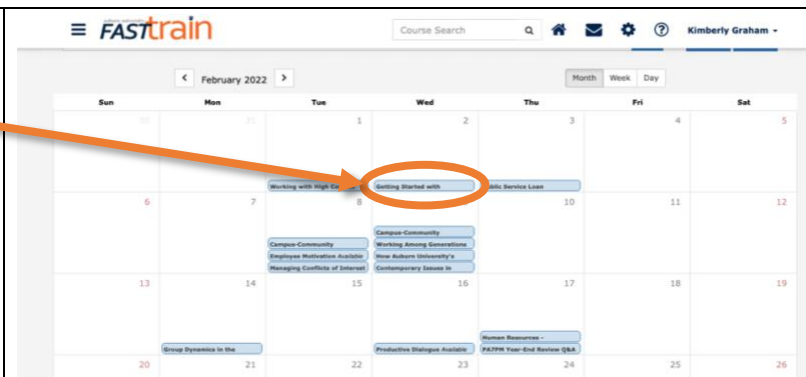 FASTtrain
Course Search
Kimberly Graham
February 2022
Month Week Day
Sun Mon Tue Wed Thu Fri Sat
30 31 1 2 3 4 5
Working with High Getting Started with Public Service Loan
6 7 8 10 11 12
Campus-Community
Campus-Community Working Among Generations
Employee Motivation Available How Auburn University's
Managing Conflicts of Interest Contemporary Issues in
13 14 15 16 17 18 19
Human Resources -
Group Dynamics in the Productive Dialogue Available PA7PM Year-End Review Q&A
20 21 22 23 24 25 26